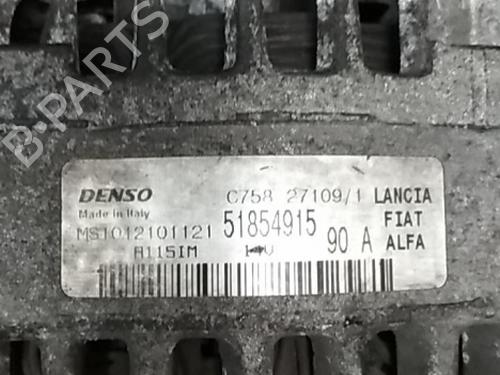 DENSO C758 27109/1 LANCIA
Made in Italy 51854915 FIAT
MS1012101121 90 A ALFA
A115IM
B-PARTS